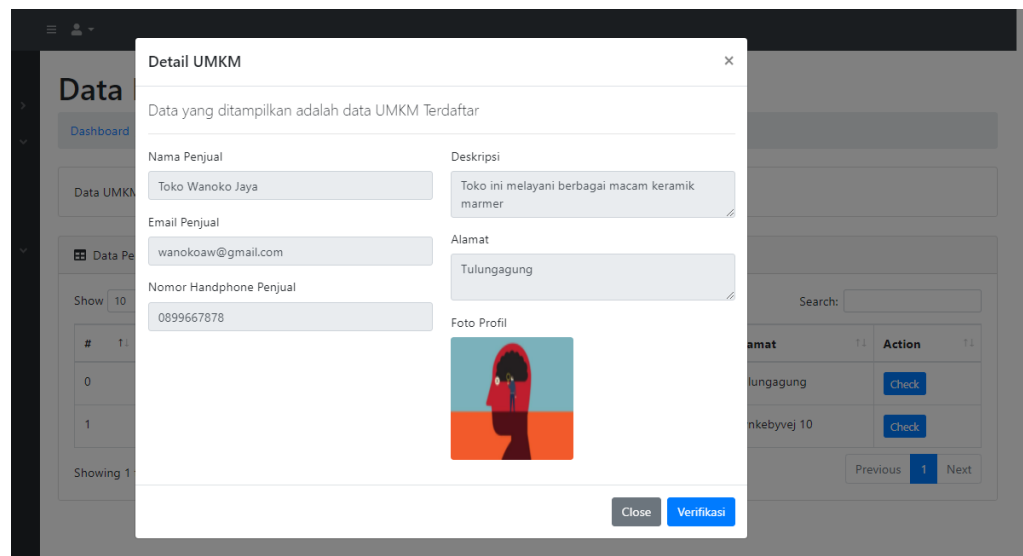 Detail UMKM
×
Data yang ditampilkan adalah data UMKM Terdaftar
Nama Penjual
Toko Wanoko Jaya
Email Penjual
wanokoaw@gmail.com
Nomor Handphone Penjual
0899667878
Deskripsi
Toko ini melayani berbagai macam keramik
marmer
Alamat
Tulungagung
Foto Profil
Close
Verifikasi
Data
Dashboard
Data UMKM
Data Pe
Show 10
Search:
#
amat
Action
0
lungagung
Check
1
nkebyvej 10
Check
Showing 1
Previous 1 Next